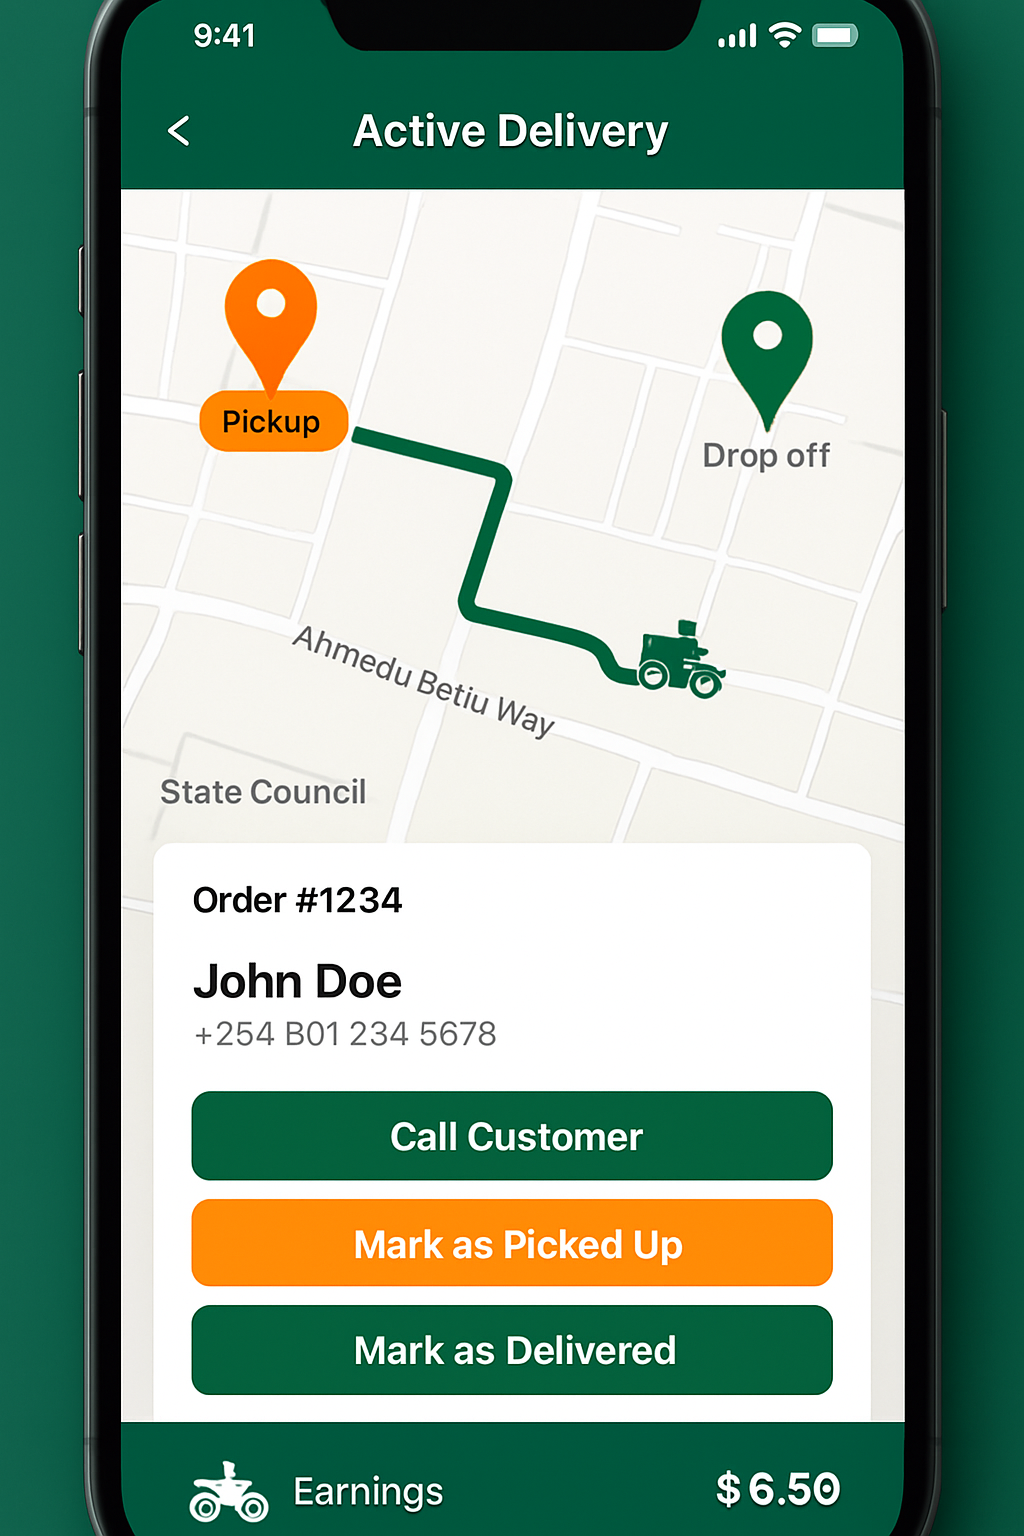 9:41
Active Delivery
Pickup
Drop off
Ahmedu Betiu Way
State Council
Order #1234
John Doe
+254 B01 234 5678
Call Customer
Mark as Picked Up
Mark as Delivered
Earnings
$6.50